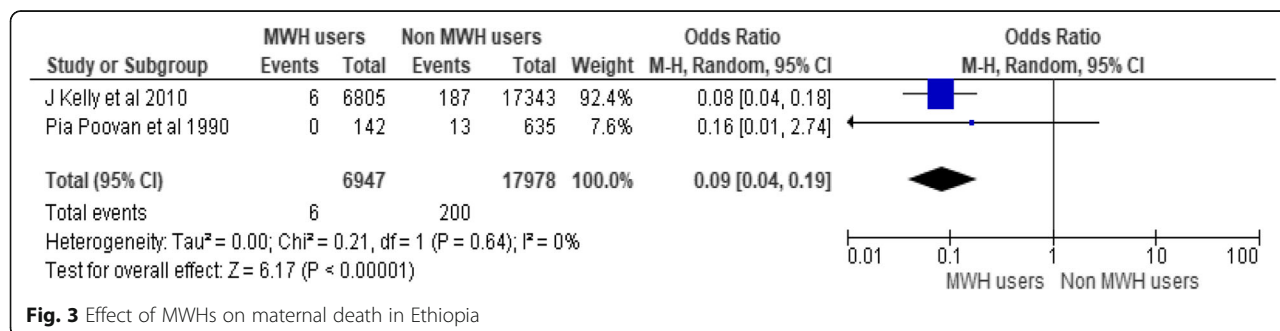 MWH users Non MWH users Odds Ratio Odds Ratio
Study or Subgroup Events Total Events Total Weight M-H, Random, 95% CI M-H, Random, 95% CI
J Kelly et al 2010 6 6805 187 17343 92.4% 0.08 [0.04, 0.18]
Pia Poovan et al 1990 0 142 13 635 7.6% 0.16 [0.01, 2.74]
Total (95% CI) 6947 17978 100.0% 0.09 [0.04, 0.19]
Total events 6 200
Heterogeneity: Tau² = 0.00; Chi² = 0.21, df = 1 (P = 0.64); I² = 0%
Test for overall effect: Z = 6.17 (P < 0.00001)
0.01 0.1 1 10 100
MWH users Non MWH users
Fig. 3 Effect of MWHs on maternal death in Ethiopia